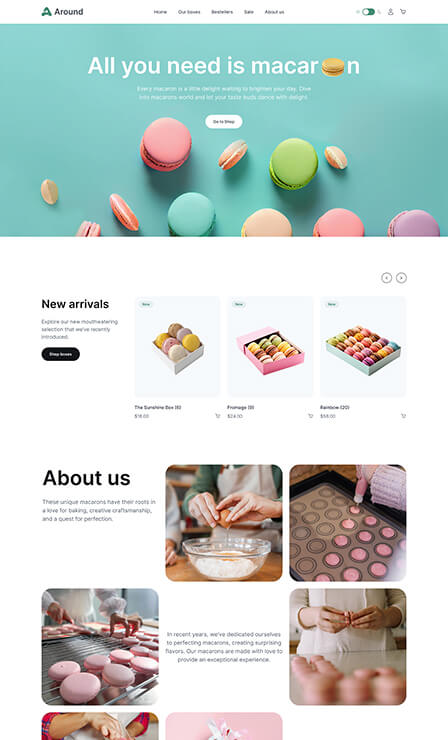 Around
Home Our boxes Bestellers Sale About us
All you need is macar n
Every macaron is a little delight waiting to brighten your day. Dive
into macarons world and let your taste buds dance with delight.
Go to Shop
New arrivals
Explore our new mouthwatering
selection that we've recently
introduced.
Shop boxes
New
New
New
The Sunshine Box (6)
$18.00
Fromage (9)
$24.00
Rainbow (20)
$58.00
About us
These unique macarons have their roots in
a love for baking, creative craftsmanship,
and a quest for perfection.
In recent years, we've dedicated ourselves
to perfecting macarons, creating surprising
flavors. Our macarons are made with love to
provide an exceptional experience.